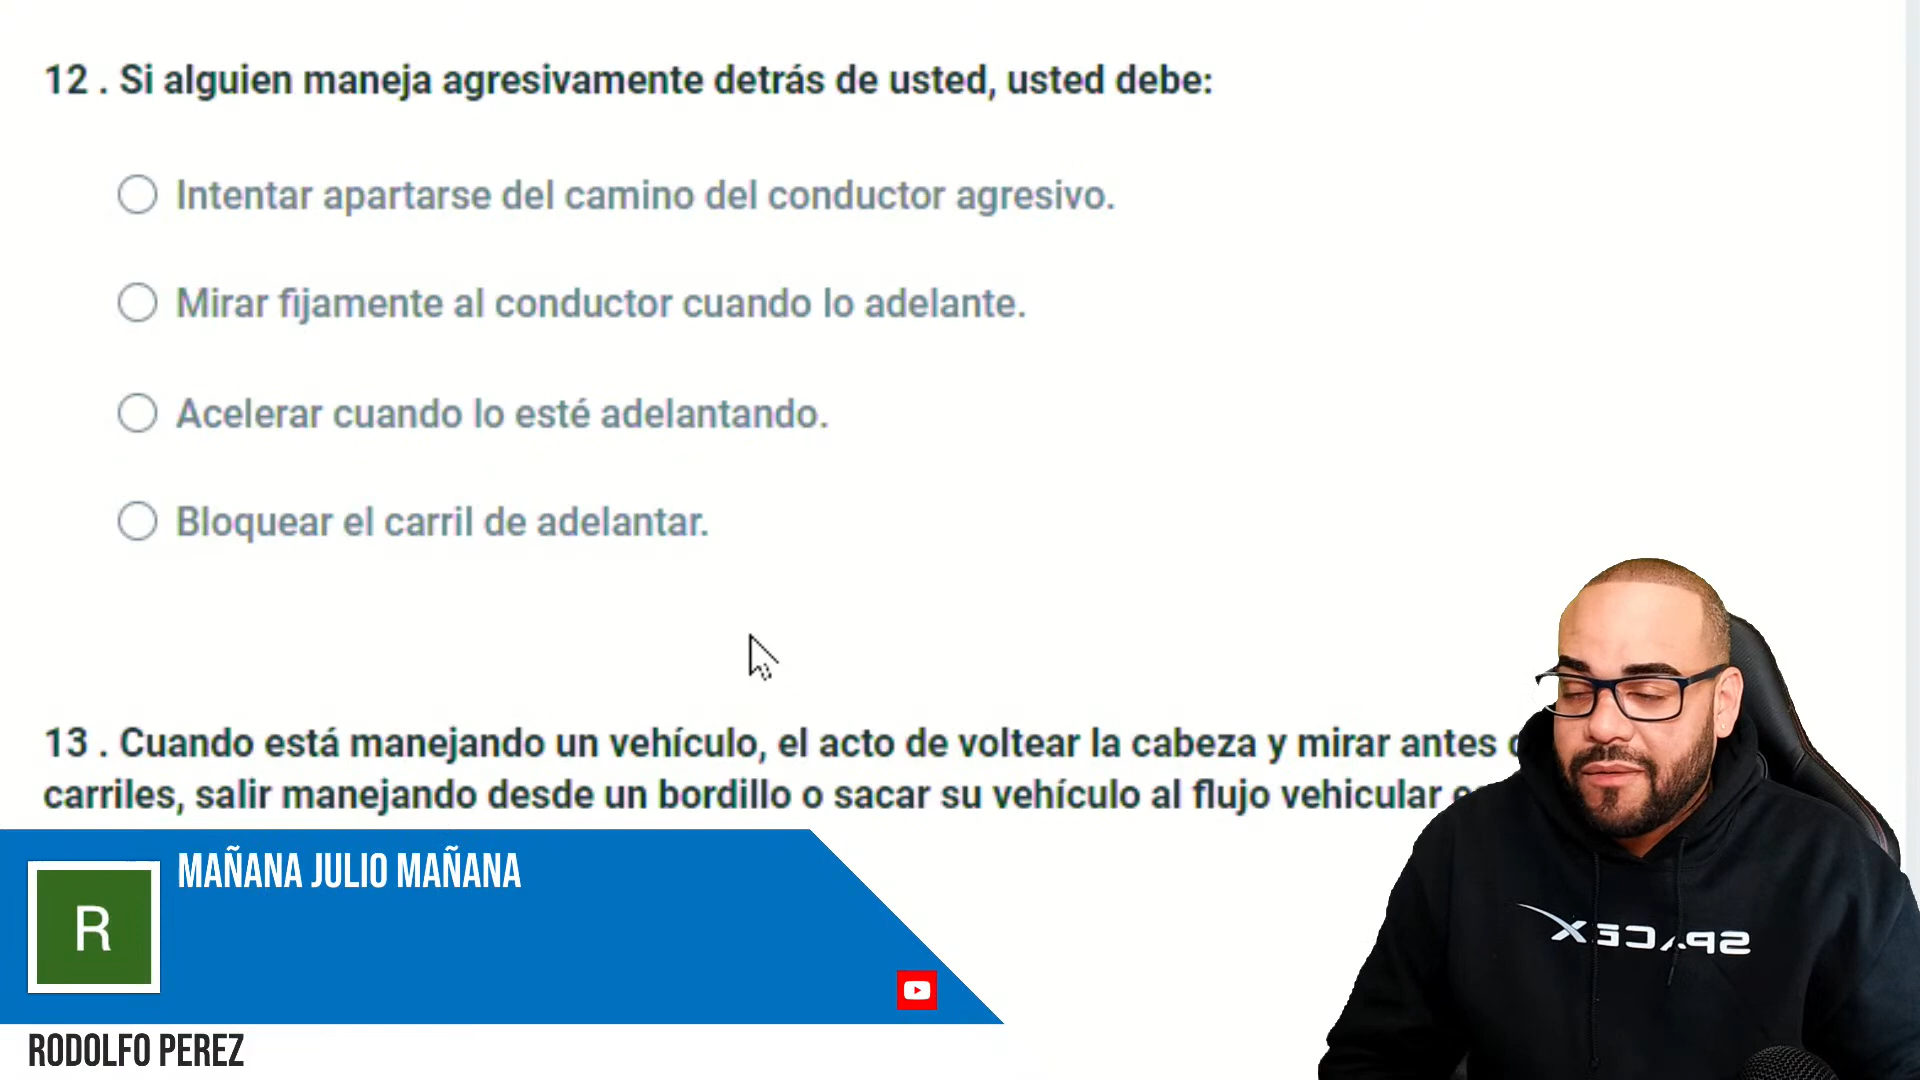 12 . Si alguien maneja agresivamente detrás de usted, usted debe:
Intentar apartarse del camino del conductor agresivo.
Mirar fijamente al conductor cuando lo adelante.
Acelerar cuando lo esté adelantando.
Bloquear el carril de adelantar.
13 . Cuando está manejando un vehículo, el acto de voltear la cabeza y mirar antes
carriles, salir manejando desde un bordillo o sacar su vehículo al flujo vehicular
MAÑANA JULIO MAÑANA
R
RODOLFO PEREZ
SPACEX